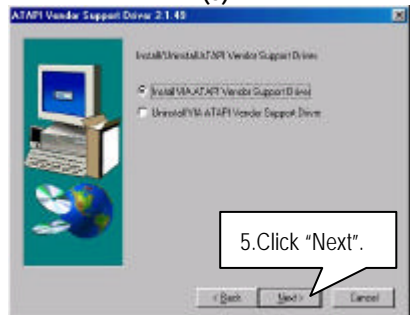 ATAPI Vendor Support Driver 2.1.48
Install/Uninstall ATAPI Vendor Support Driver.
Install VIA ATAPI Vendor Support Driver
Uninstall VIA ATAPI Vendor Support Driver
5.Click “Next”.
< Back
Next >
Cancel